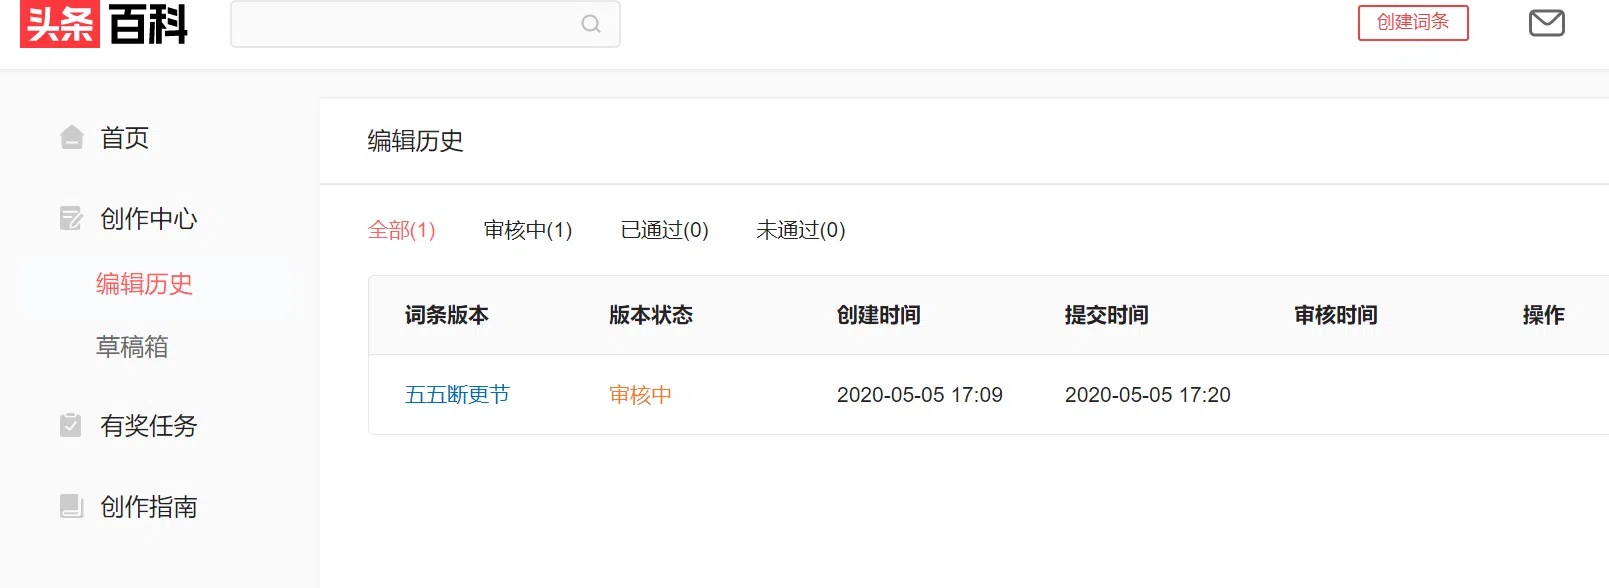 头条 百科
创建词条
首页
创作中心
编辑历史
草稿箱
有奖任务
创作指南
编辑历史
全部(1) 审核中(1) 已通过(0) 未通过(0)
词条版本 版本状态 创建时间 提交时间 审核时间 操作
五五断更节 审核中 2020-05-05 17:09 2020-05-05 17:20